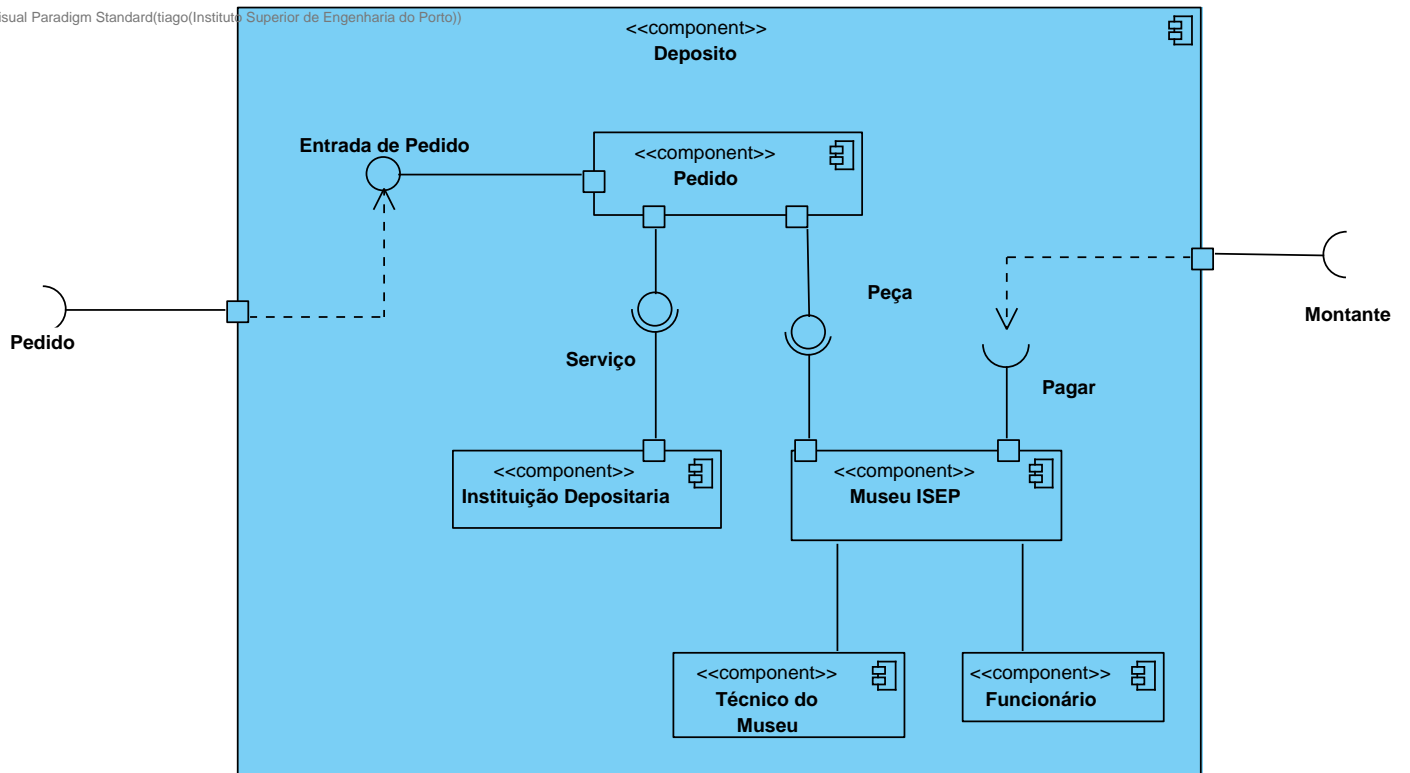 isual Paradigm Standard(tiago(Instituto Superior de Engenharia do Porto))
<<component>>
Deposito
Entrada de Pedido
<<component>>
Pedido
Pedido
Serviço
Peça
Pagar
Montante
<<component>>
Instituição Depositaria
<<component>>
Museu ISEP
<<component>>
Técnico do
Museu
<<component>>
Funcionário